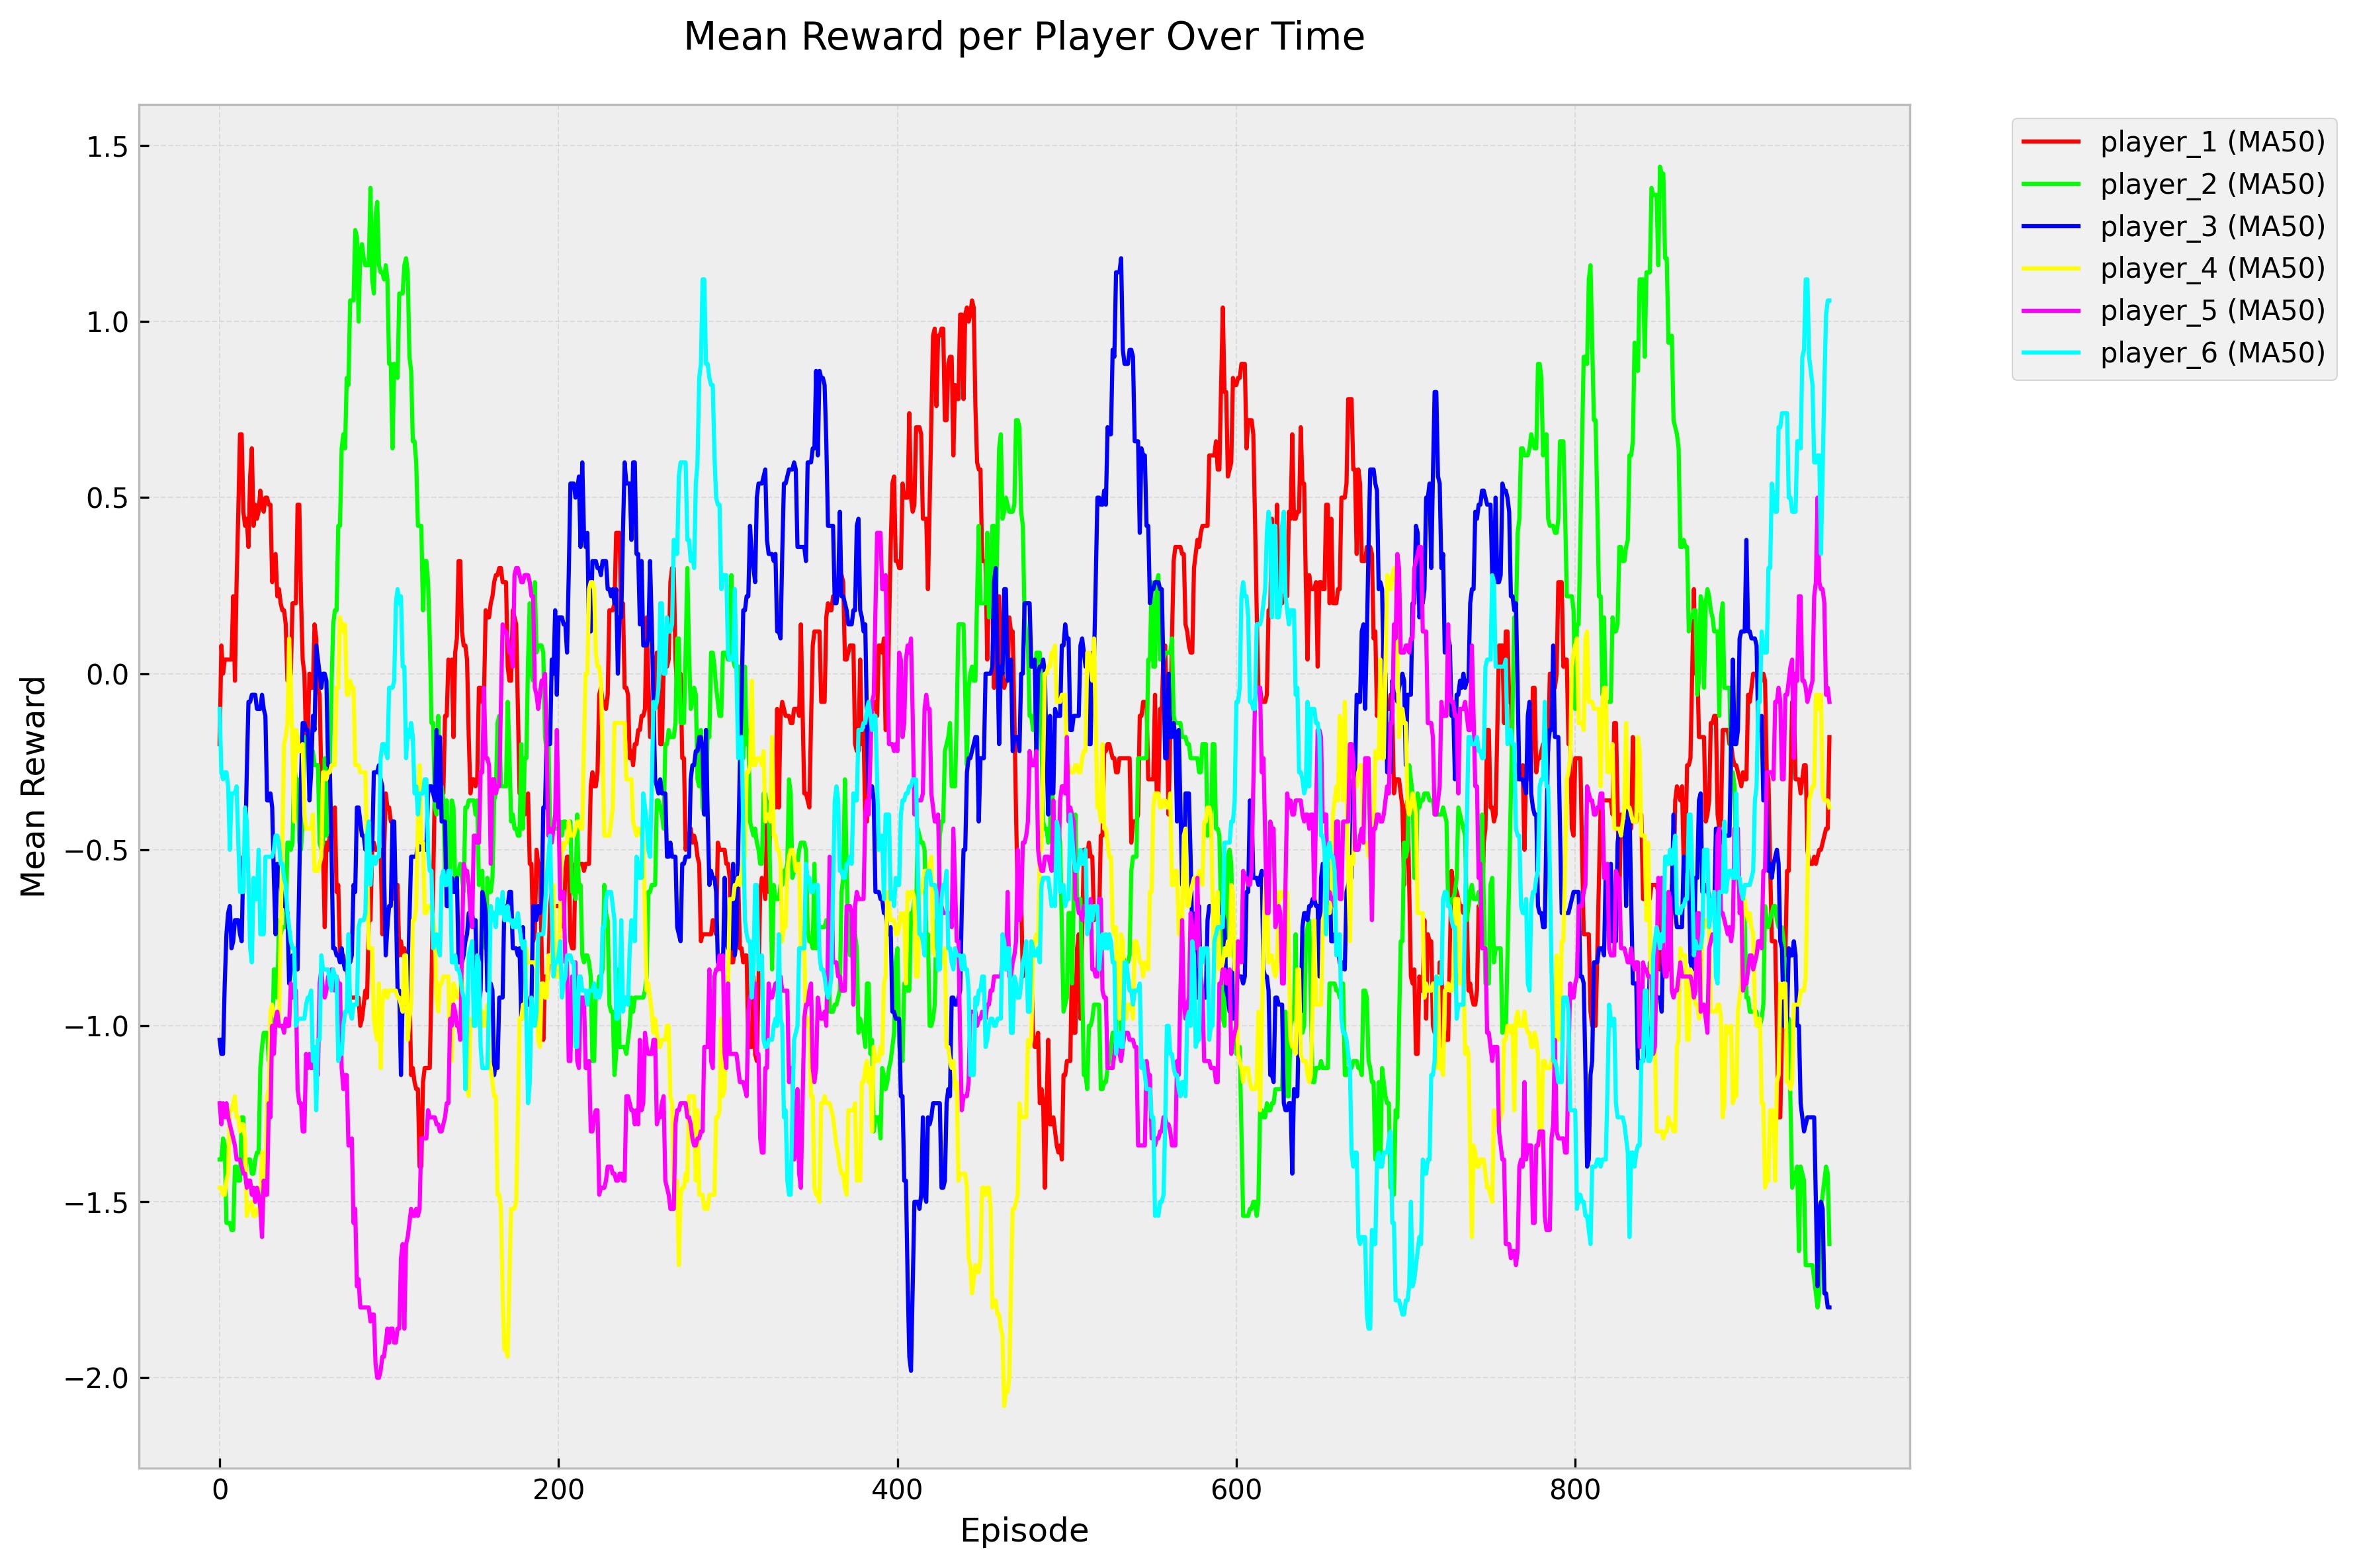 Mean Reward per Player Over Time
1.5
1.0
0.5
0.0
−0.5
−1.0
−1.5
−2.0
Mean Reward
0 200 400 600 800
Episode
player_1 (MA50)
player_2 (MA50)
player_3 (MA50)
player_4 (MA50)
player_5 (MA50)
player_6 (MA50)